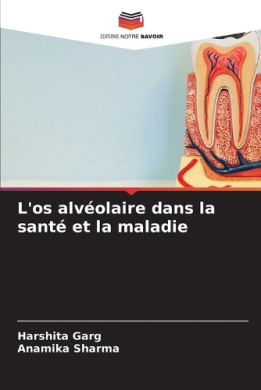 EDITIONS NOTRE SAVOIR
L'os alvéolaire dans la
santé et la maladie
Harshita Garg
Anamika Sharma